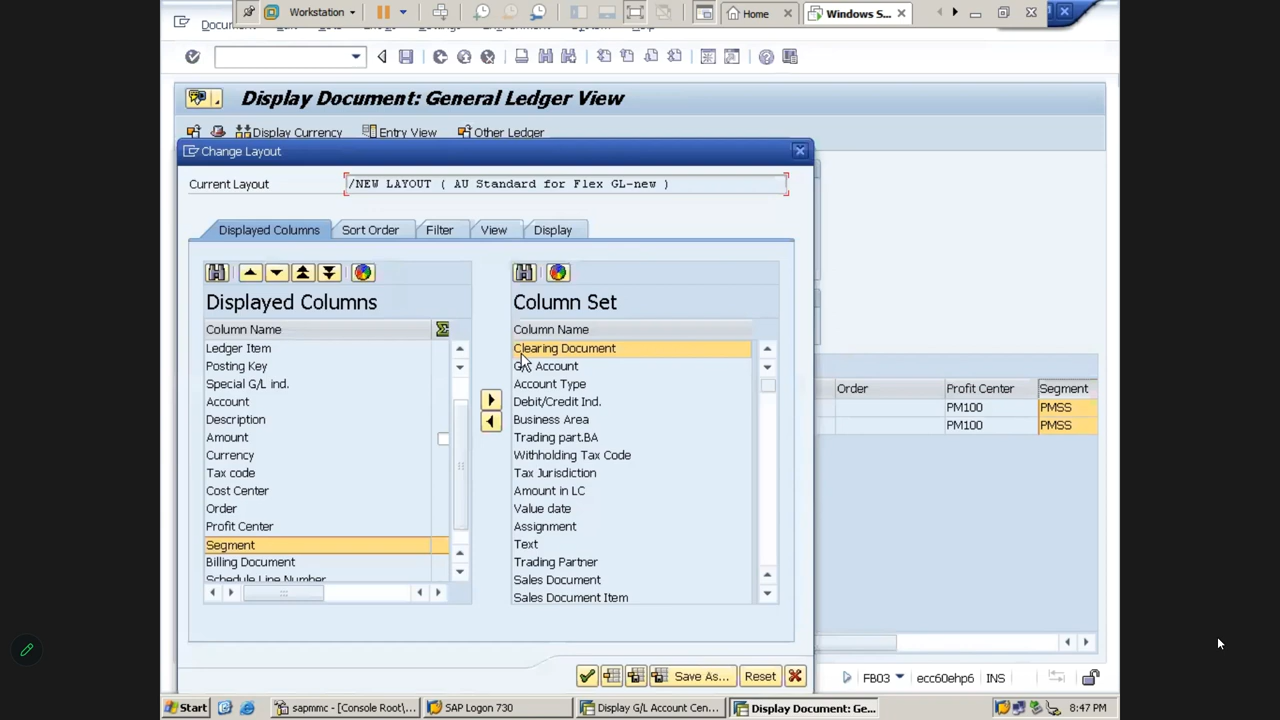 Workstation
Home
Windows S...
Document
Display Document: General Ledger View
Display Currency
Entry View
Other Ledger
Change Layout
Current Layout
/NEW LAYOUT ( AU Standard for Flex GL-new )
Displayed Columns
Sort Order
Filter
View
Display
Displayed Columns
Column Set
Column Name
Column Name
Ledger Item
Posting Key
Special G/L ind.
Account
Description
Amount
Currency
Tax code
Cost Center
Order
Profit Center
Segment
Billing Document
Schedule Line Number
Clearing Document
G/L Account
Account Type
Debit/Credit Ind.
Business Area
Trading part.BA
Withholding Tax Code
Tax Jurisdiction
Amount in LC
Value date
Assignment
Text
Trading Partner
Sales Document
Sales Document Item
Order
Profit Center
Segment
PM100
PMSS
PM100
PMSS
Save As...
Reset
FB03
ecc60ehp6
INS
Start
sapmmc - [Console Root\...
SAP Logon 730
Display G/L Account Cen...
Display Document: Ge...
8:47 PM